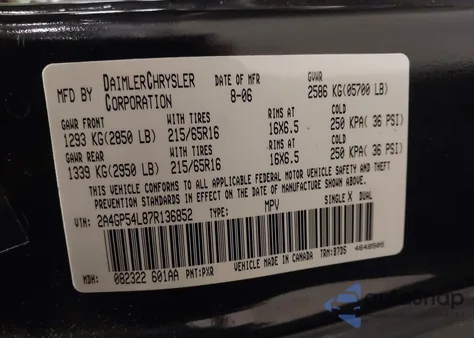 MFD BY DAIMLERCHRYSLER CORPORATION DATE OF MFR 8-06 GVWR 2586 KG(05700 LB)
GAWR FRONT WITH TIRES RIMS AT COLD
1293 KG(2850 LB) 215/65R16 16X6.5 250 KPA( 36 PSI)
GAWR REAR WITH TIRES RIMS AT COLD
1339 KG(2950 LB) 215/65R16 16X6.5 250 KPA( 36 PSI)
THIS VEHICLE CONFORMS TO ALL APPLICABLE FEDERAL MOTOR VEHICLE SAFETY AND THEFT
PREVENTION STANDARDS IN EFFECT ON THE DATE OF MANUFACTURE SHOWN ABOVE.
VIN: 2A4GP54L87R136852 TYPE: MPV SINGLE X DUAL
VEHICLE MADE IN CANADA 4648505
MDH: 082322 601AA PNT:PXR TRM:B7D5
autosnap